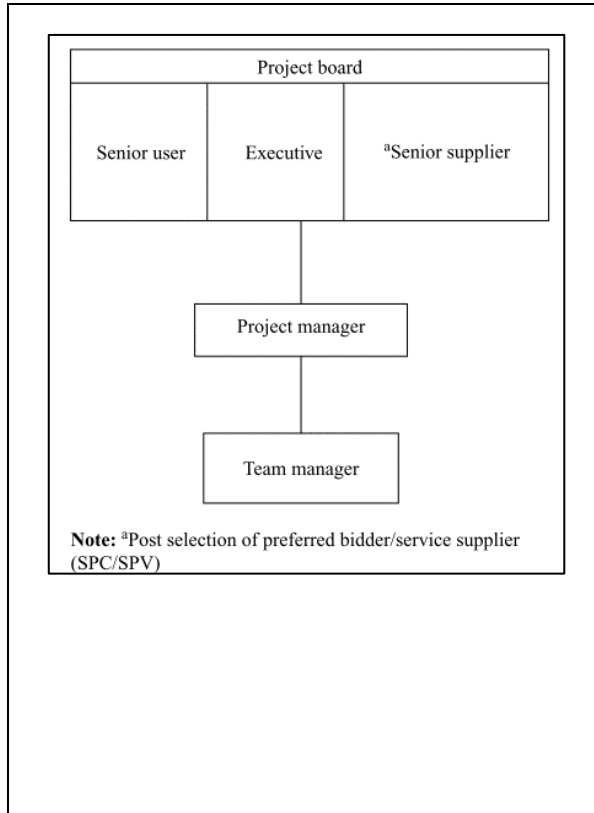 Project board
Senior user
Executive
ᵃSenior supplier
Project manager
Team manager
Note: ᵃPost selection of preferred bidder/service supplier
(SPC/SPV)